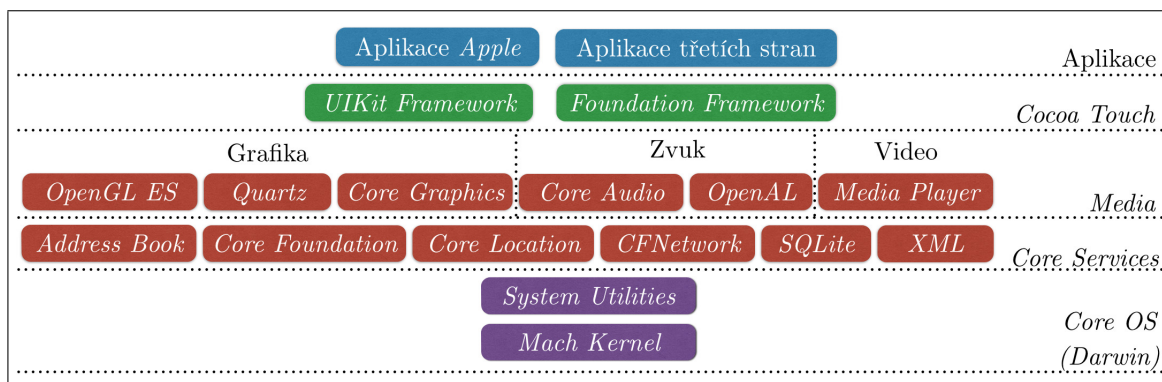 Aplikace Apple Aplikace třetích stran Aplikace
UIKit Framework Foundation Framework Cocoa Touch
Grafika Zvuk Video
OpenGL ES Quartz Core Graphics Core Audio OpenAL Media Player Media
Address Book Core Foundation Core Location CFNetwork SQLite XML Core Services
System Utilities
Mach Kernel
Core OS
(Darwin)